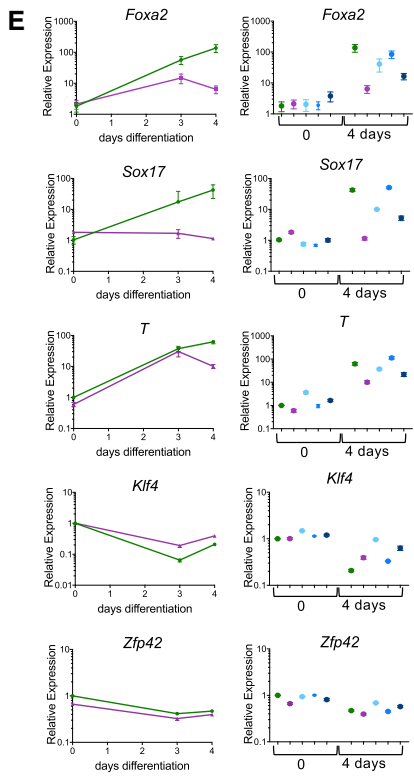 E
Foxa2
Foxa2
Relative Expression
1000
100
10
1
0 1 2 3 4
days differentiation
Relative Expression
1000
100
10
1
0 4 days
Sox17
Sox17
Relative Expression
100
10
1
0.1
0 1 2 3 4
days differentiation
Relative Expression
100
10
1
0.1
0 4 days
T
T
Relative Expression
100
10
1
0.1
0 1 2 3 4
days differentiation
Relative Expression
1000
100
10
1
0.1
0 4 days
Klf4
Klf4
Relative Expression
10
1
0.1
0.01
0 1 2 3 4
days differentiation
Relative Expression
10
1
0.1
0 4 days
Zfp42
Zfp42
Relative Expression
10
1
0.1
0 1 2 3 4
days differentiation
Relative Expression
10
1
0.1
0 4 days